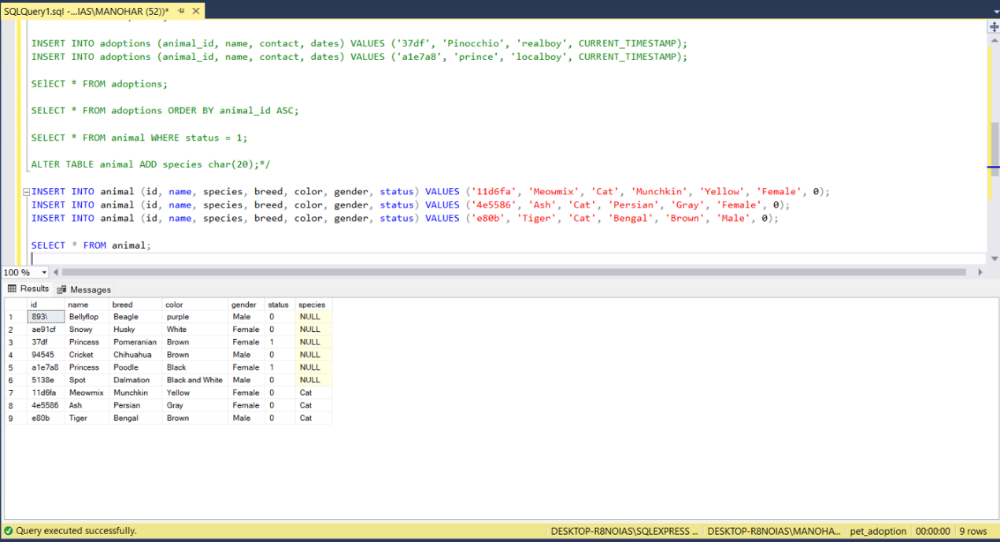 SQLQuery1.sql -...IAS\MANOHAR (52))*
INSERT INTO adoptions (animal_id, name, contact, dates) VALUES ('37df', 'Pinocchio', 'realboy', CURRENT_TIMESTAMP);
INSERT INTO adoptions (animal_id, name, contact, dates) VALUES ('a1e7a8', 'prince', 'localboy', CURRENT_TIMESTAMP);
SElECT * FROM adoptions;
SELECT * FROM adoptions ORDER BY animal_id ASC;
SELECT * FROM animal WHERE status = 1;
ALTER TABLE animal ADD species char(20);*/
INSERT INTO animal (id, name, species, breed, color, gender, status) VALUES ('11d6fa', 'Meowmix', 'Cat', 'Munchkin', 'Yellow', 'Female', 0);
INSERT INTO animal (id, name, species, breed, color, gender, status) VALUES ('4e5586', 'Ash', 'Cat', 'Persian', 'Gray', 'Female', 0);
INSERT INTO animal (id, name, species, breed, color, gender, status) VALUES ('e80b', 'Tiger', 'Cat', 'Bengal', 'Brown', 'Male', 0);
SELECT * FROM animal;
100 %
Results Messages
id name breed color gender status species
1 893\ Bellyflop Beagle purple Male 0 NULL
2 ae91cf Snowy Husky White Female 0 NULL
3 37df Princess Pomeranian Brown Female 1 NULL
4 94545 Cricket Chihuahua Brown Male 0 NULL
5 a1e7a8 Princess Poodle Black Female 1 NULL
6 5138e Spot Dalmation Black and White Male 0 NULL
7 11d6fa Meowmix Munchkin Yellow Female 0 Cat
8 4e5586 Ash Persian Gray Female 0 Cat
9 e80b Tiger Bengal Brown Male 0 Cat
Query executed successfully. DESKTOP-R8NOIAS\SQLEXPRESS ... DESKTOP-R8NOIAS\MANOHA... pet_adoption 00:00:00 9 rows